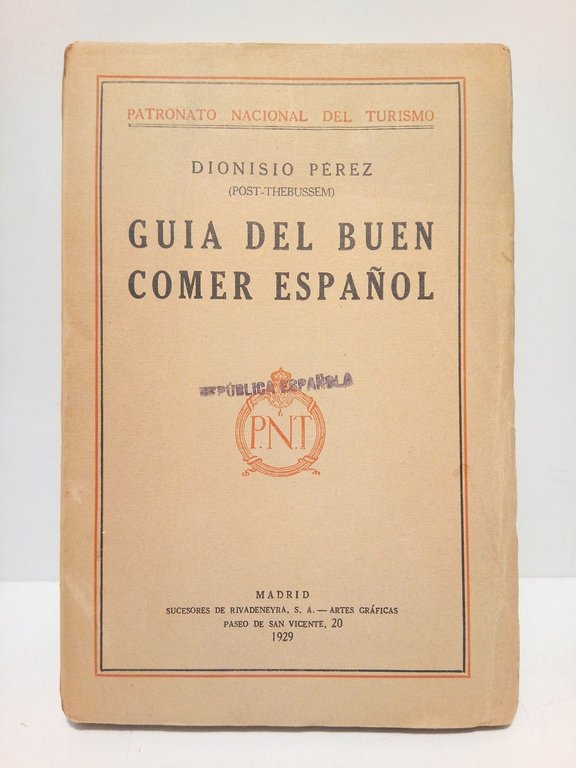 PATRONATO NACIONAL DEL TURISMO
DIONISIO PÉREZ
(POST-THEBUSSEM)
GUIA DEL BUEN
COMER ESPAÑOL
REPÚBLICA ESPAÑOLA
P.N.T
MADRID
SUCESORES DE RIVADENEYRA, S. A. — ARTES GRÁFICAS
PASEO DE SAN VICENTE, 20
1929